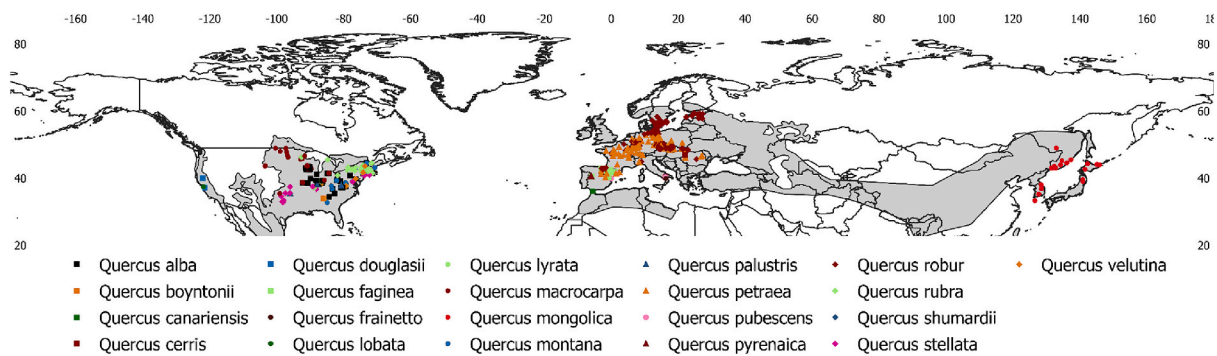 -160 -140 -120 -100 -80 -60 -40 -20 0 20 40 60 80 100 120 140 160 18
80 80
60 60
40 40
20 20
Quercus alba Quercus douglasii Quercus lyrata Quercus palustris Quercus robur Quercus velutina
Quercus boyntonii Quercus faginea Quercus macrocarpa Quercus petraea Quercus rubra
Quercus canariensis Quercus frainetto Quercus mongolica Quercus pubescens Quercus shumardii
Quercus cerris Quercus lobata Quercus montana Quercus pyrenaica Quercus stellata